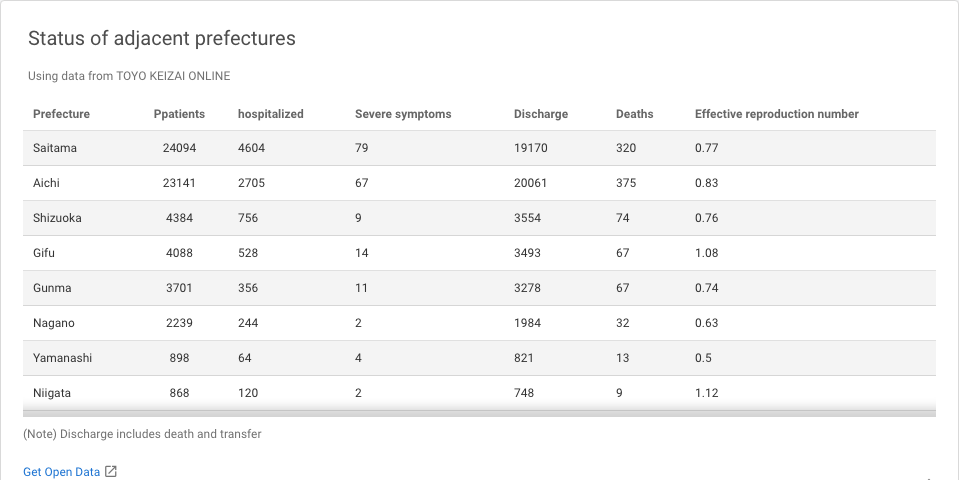 Status of adjacent prefectures
Using data from TOYO KEIZAI ONLINE
Prefecture Ppatients hospitalized Severe symptoms Discharge Deaths Effective reproduction number
Saitama 24094 4604 79 19170 320 0.77
Aichi 23141 2705 67 20061 375 0.83
Shizuoka 4384 756 9 3554 74 0.76
Gifu 4088 528 14 3493 67 1.08
Gunma 3701 356 11 3278 67 0.74
Nagano 2239 244 2 1984 32 0.63
Yamanashi 898 64 4 821 13 0.5
Niigata 868 120 2 748 9 1.12
(Note) Discharge includes death and transfer
Get Open Data